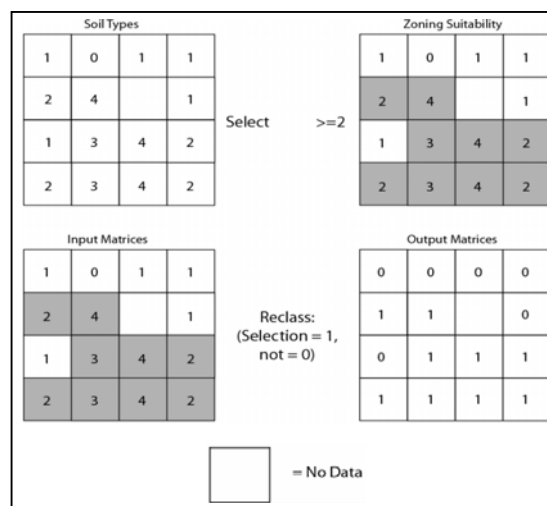 Soil Types
1 0 1 1
2 4 1
1 3 4 2
2 3 4 2
Select >=2
Zoning Suitability
1 0 1 1
2 4 1
1 3 4 2
2 3 4 2
Input Matrices
1 0 1 1
2 4 1
1 3 4 2
2 3 4 2
Reclass:
(Selection = 1,
not = 0)
Output Matrices
0 0 0 0
1 1 0
0 1 1 1
1 1 1 1
= No Data